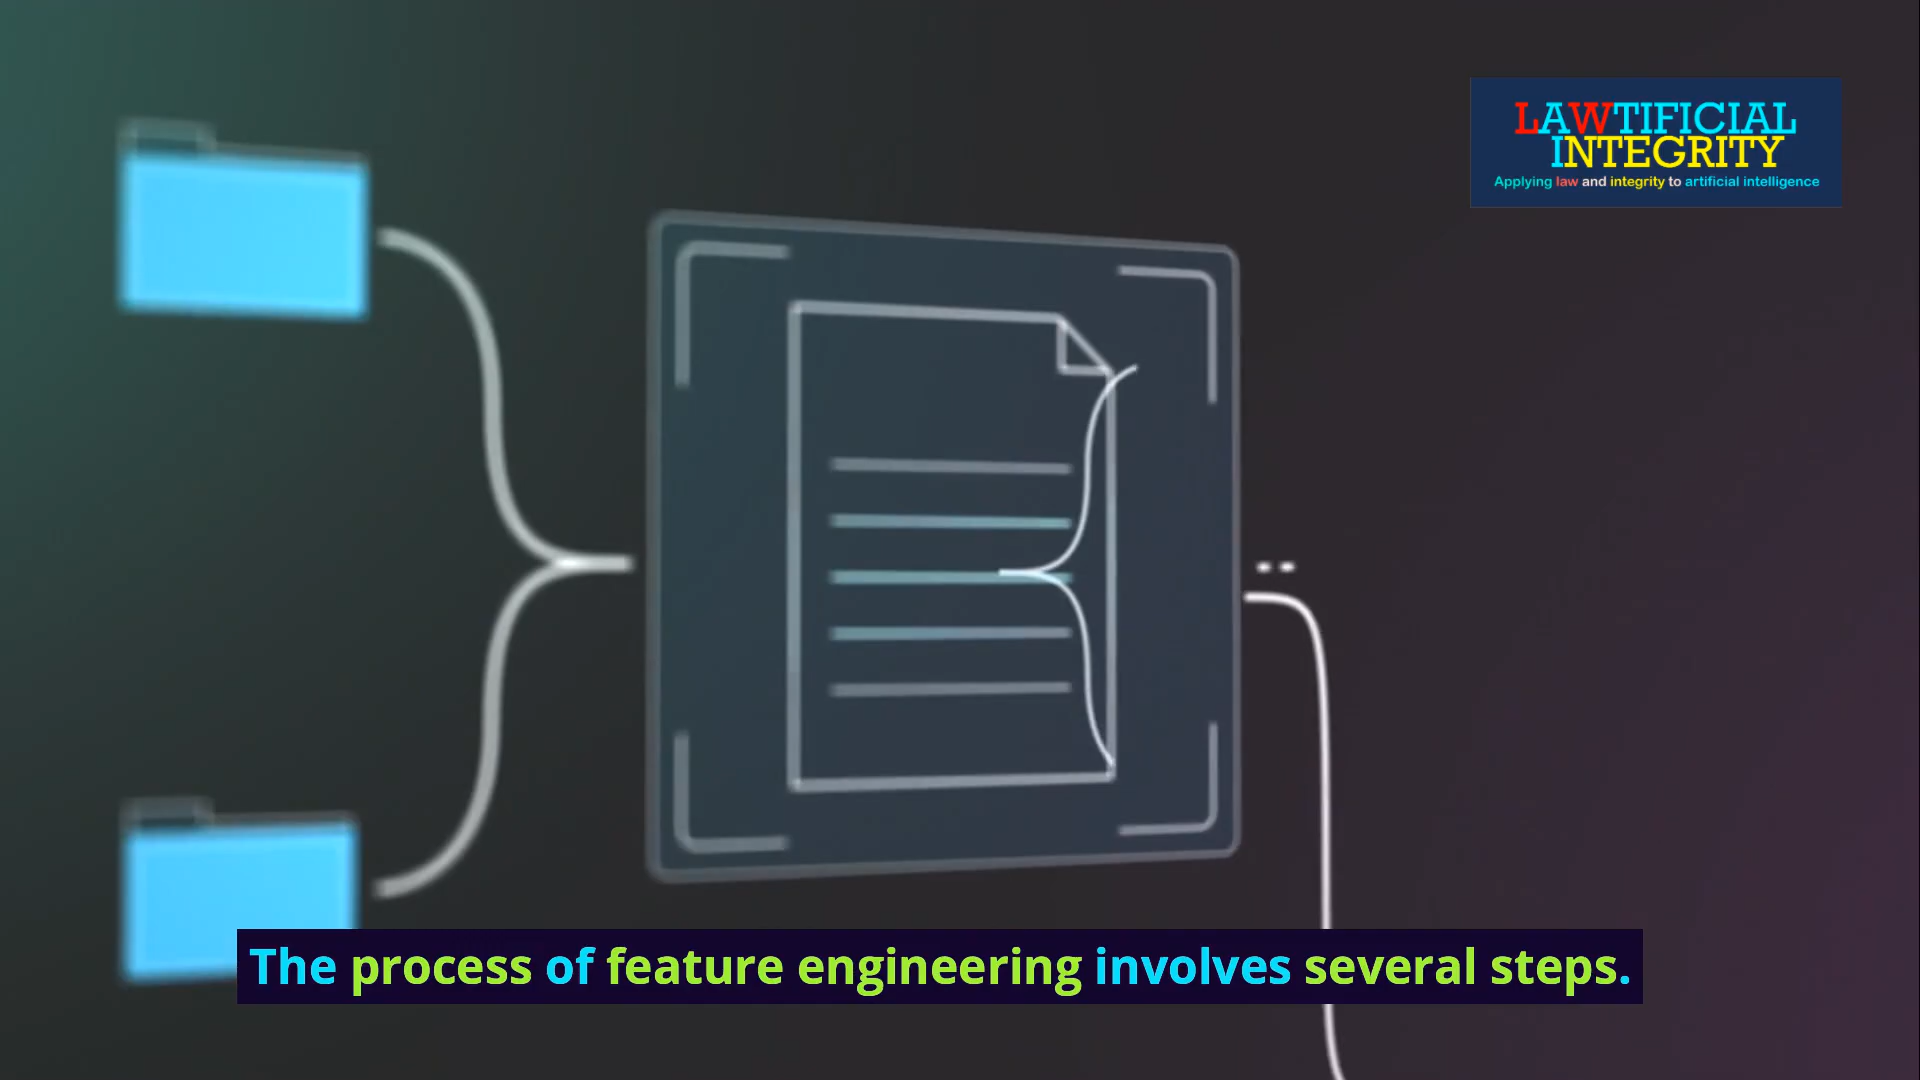 LAWTIFICIAL
INTEGRITY
Applying law and integrity to artificial intelligence
The process of feature engineering involves several steps.